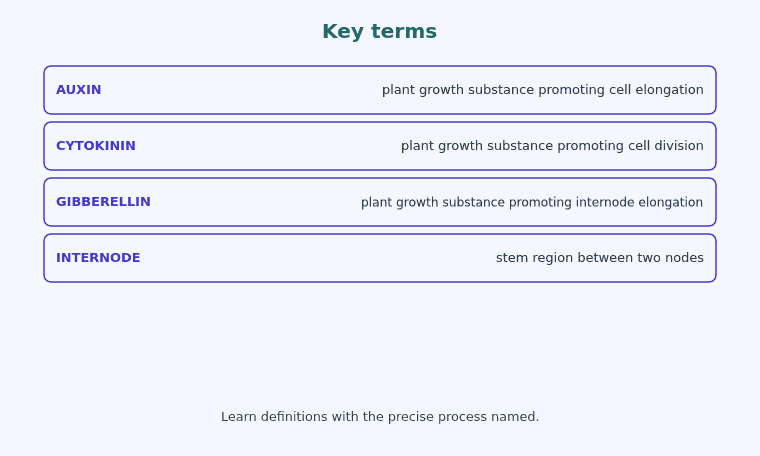 Key terms
AUXIN plant growth substance promoting cell elongation
CYTOKININ plant growth substance promoting cell division
GIBBERELLIN plant growth substance promoting internode elongation
INTERNODE stem region between two nodes
Learn definitions with the precise process named.